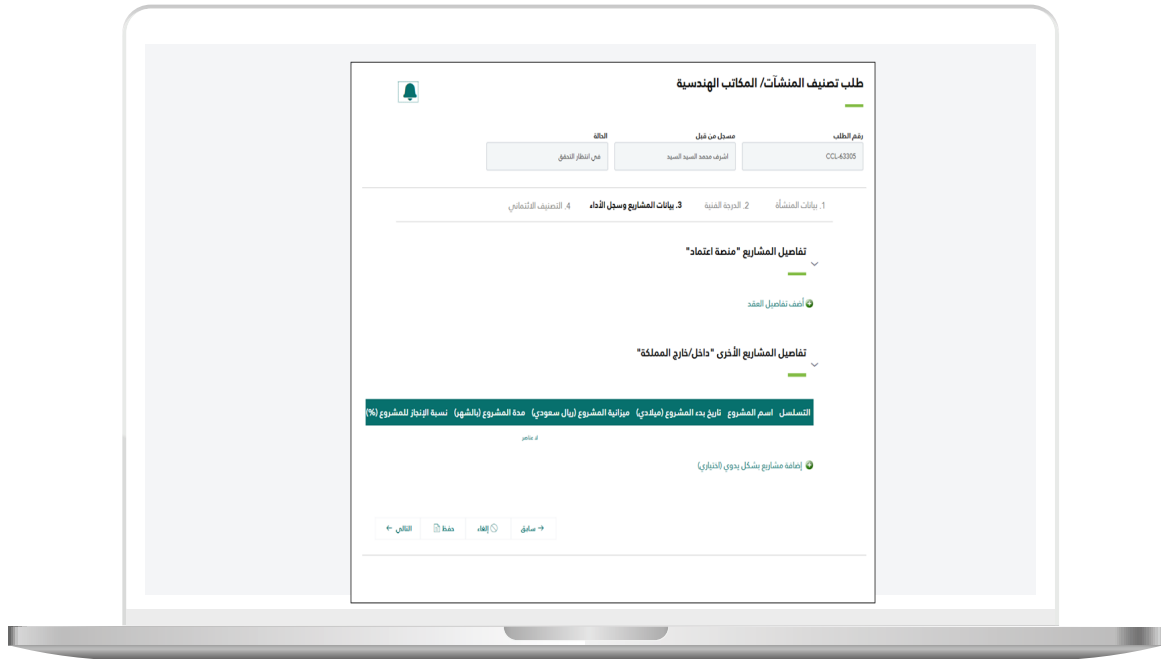 طلب تصنيف المنشآت/ المكاتب الهندسية
رقم الطلب مسجل من قبل الحالة
CCL-63305 اشرف محمد السيد السيد في انتظار التحقق
1. بيانات المنشأة 2. الدرجة الفنية 3. بيانات المشاريع وسجل الأداء 4. التصنيف الائتماني
تفاصيل المشاريع "منصة اعتماد"
أضف تفاصيل العقد
تفاصيل المشاريع الأخرى "داخل/خارج المملكة"
التسلسل اسم المشروع تاريخ بدء المشروع (ميلادي) ميزانية المشروع (ريال سعودي) مدة المشروع (بالشهر) نسبة الإنجاز للمشروع (%)
لا عناصر
إضافة مشاريع بشكل يدوي (اختياري)
سابق إلغاء حفظ التالي